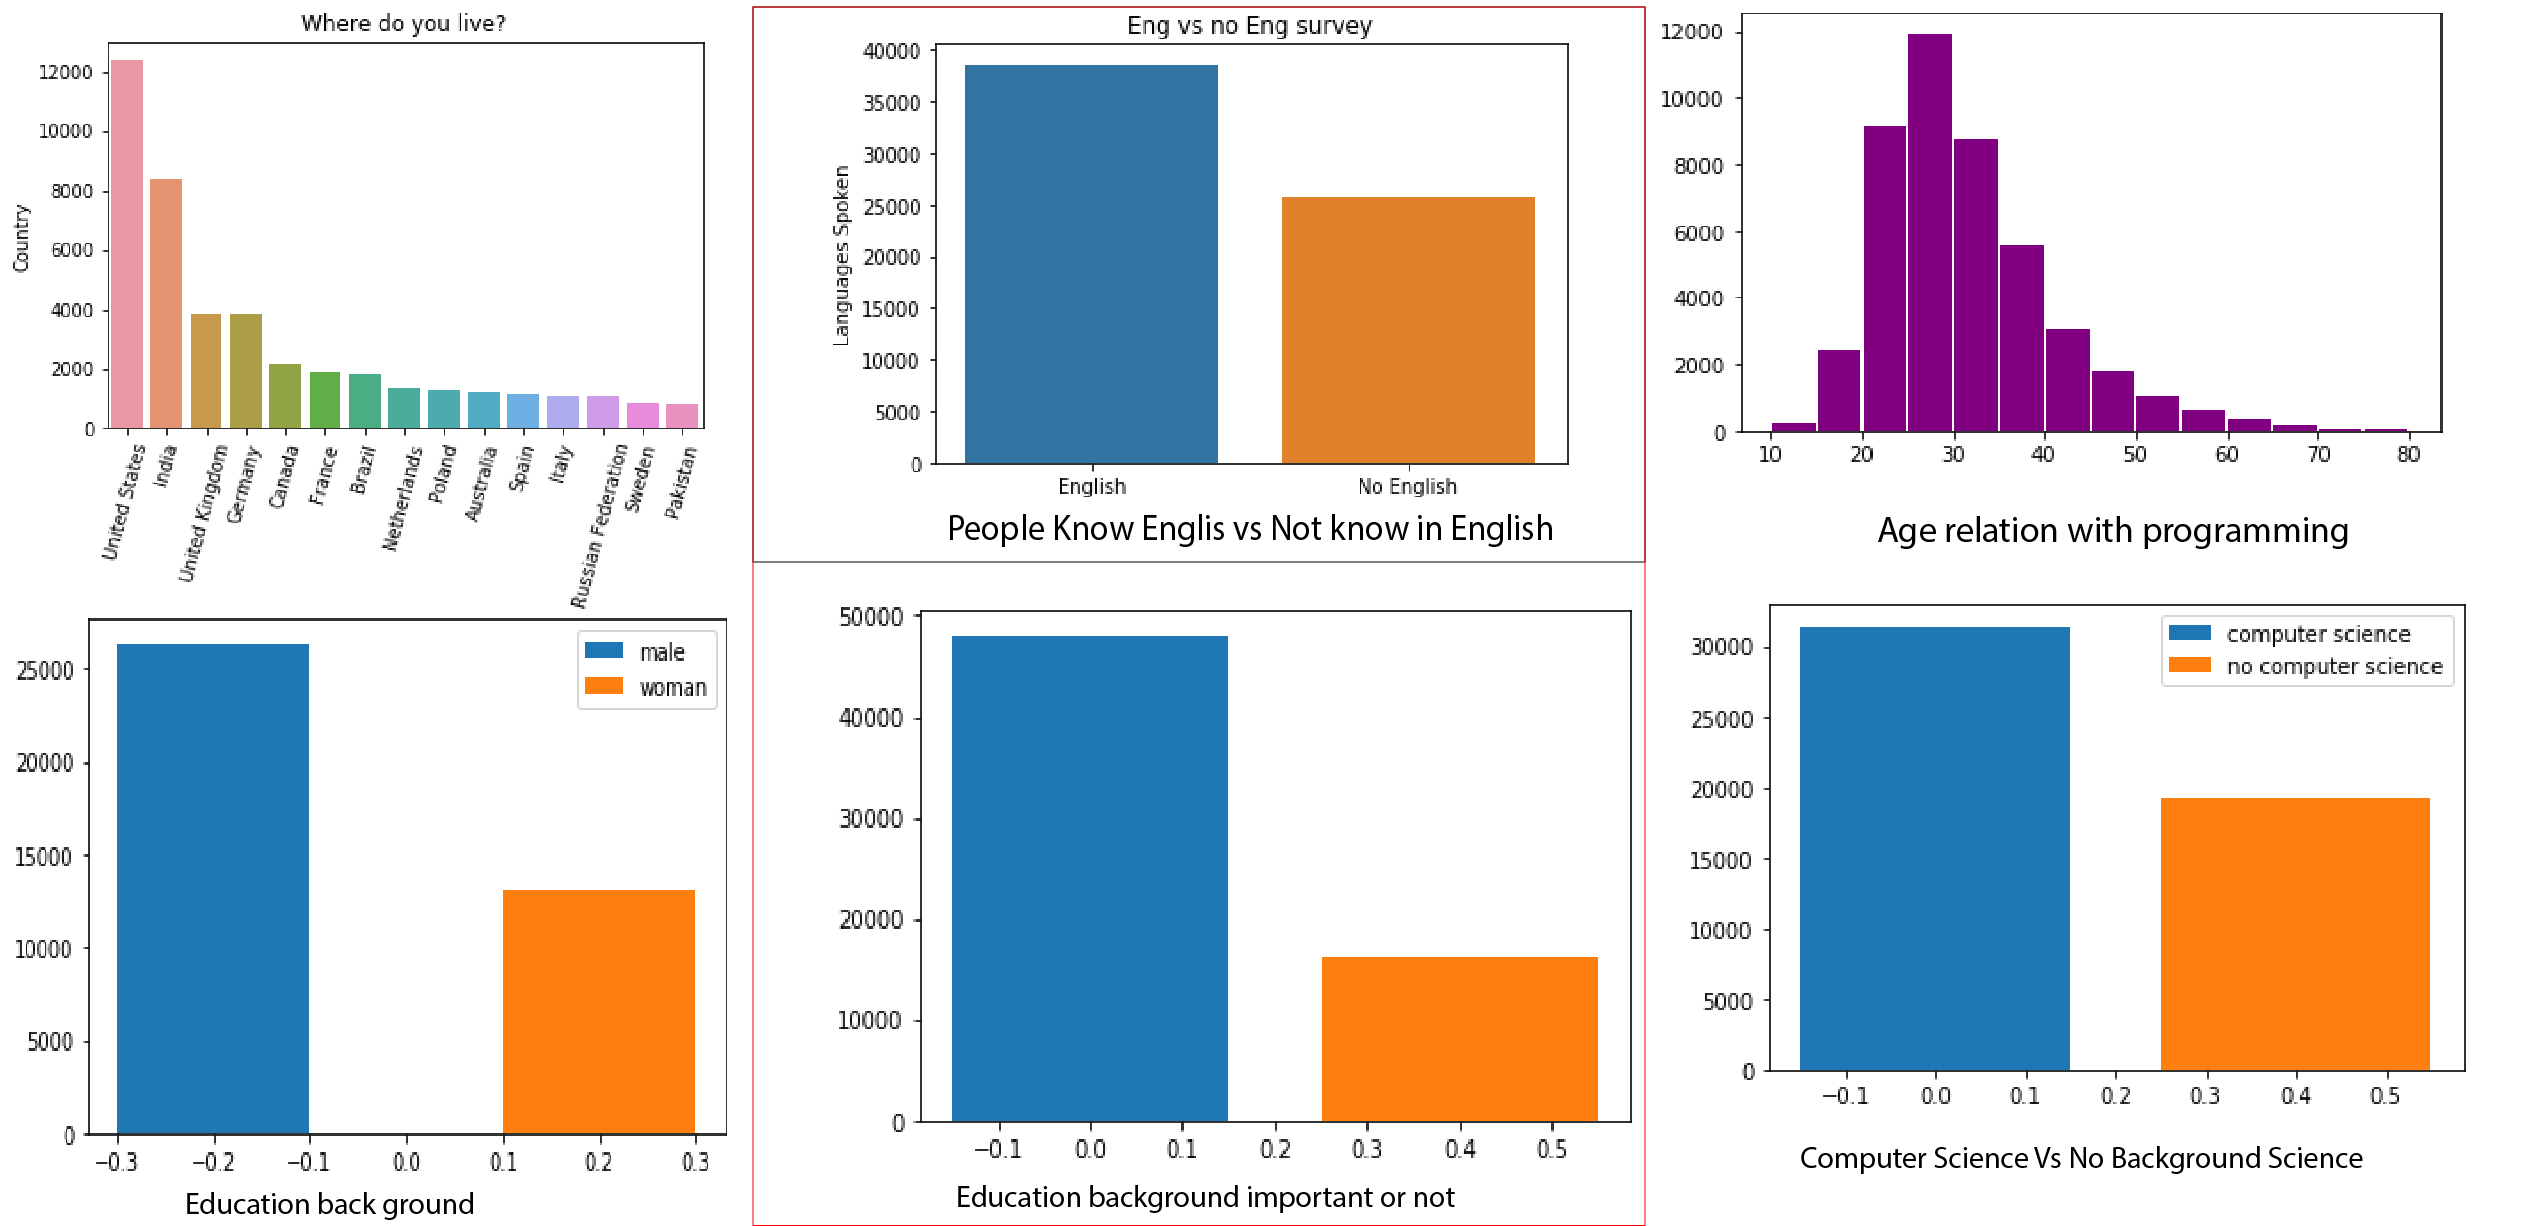 Where do you live?
Country
12000
10000
8000
6000
4000
2000
0
United States
India
United Kingdom
Germany
Canada
France
Brazil
Netherlands
Poland
Australia
Spain
Italy
Russian Federation
Sweden
Pakistan
Eng vs no Eng survey
Languages Spoken
40000
35000
30000
25000
20000
15000
10000
5000
0
English
No English
People Know Englis vs Not know in English
12000
10000
8000
6000
4000
2000
0
10 20 30 40 50 60 70 80
Age relation with programming
male
woman
25000
20000
15000
10000
5000
0
−0.3 −0.2 −0.1 0.0 0.1 0.2 0.3
Education back ground
50000
40000
30000
20000
10000
0
−0.1 0.0 0.1 0.2 0.3 0.4 0.5
Education background important or not
computer science
no computer science
30000
25000
20000
15000
10000
5000
0
−0.1 0.0 0.1 0.2 0.3 0.4 0.5
Computer Science Vs No Background Science